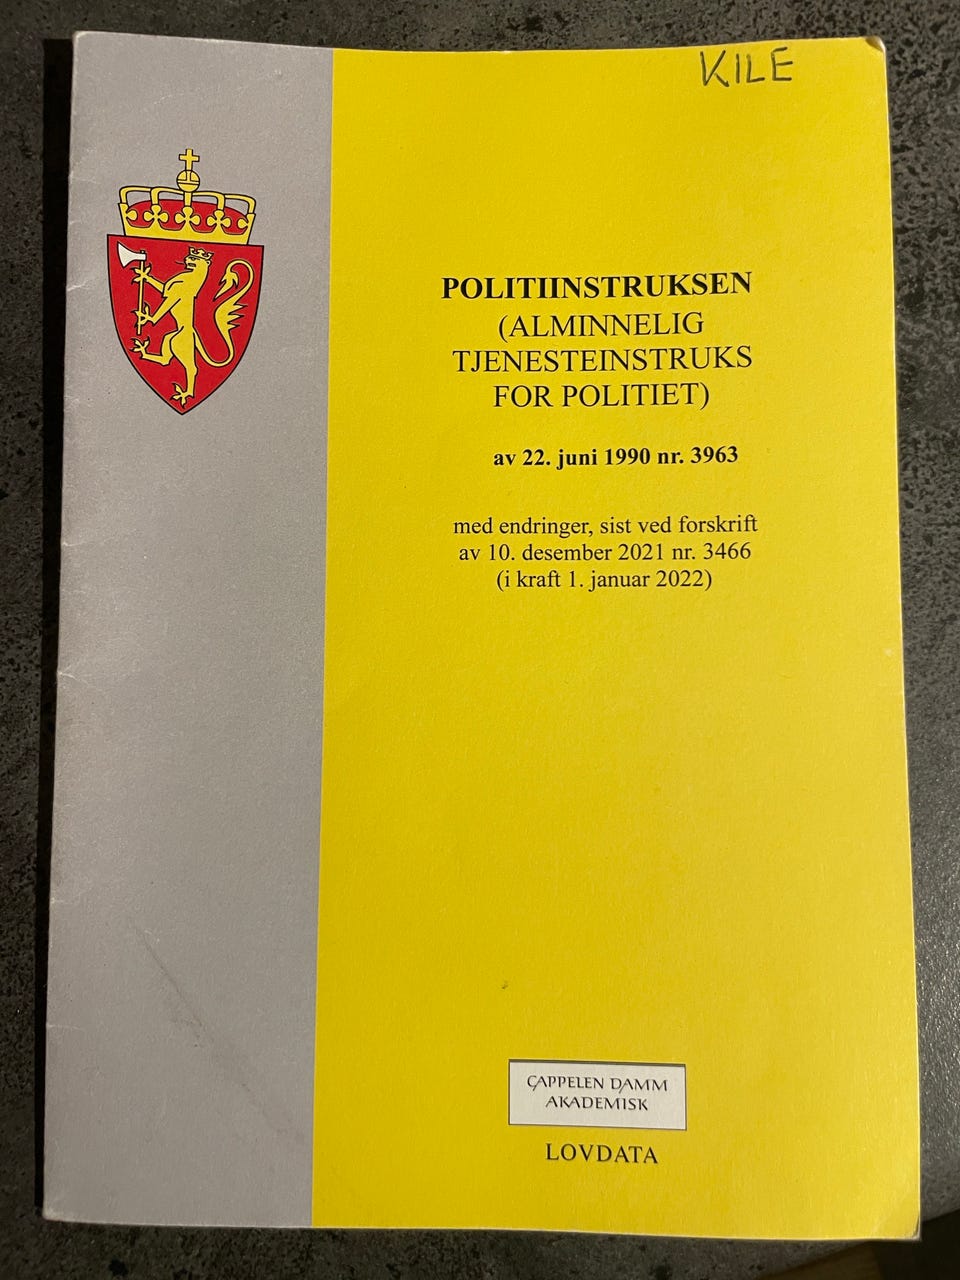 KILE
POLITIINSTRUKSEN
(ALMINNELIG
TJENESTEINSTRUKS
FOR POLITIET)
av 22. juni 1990 nr. 3963
med endringer, sist ved forskrift
av 10. desember 2021 nr. 3466
(i kraft 1. januar 2022)
CAPPELEN DAMM
AKADEMISK
LOVDATA